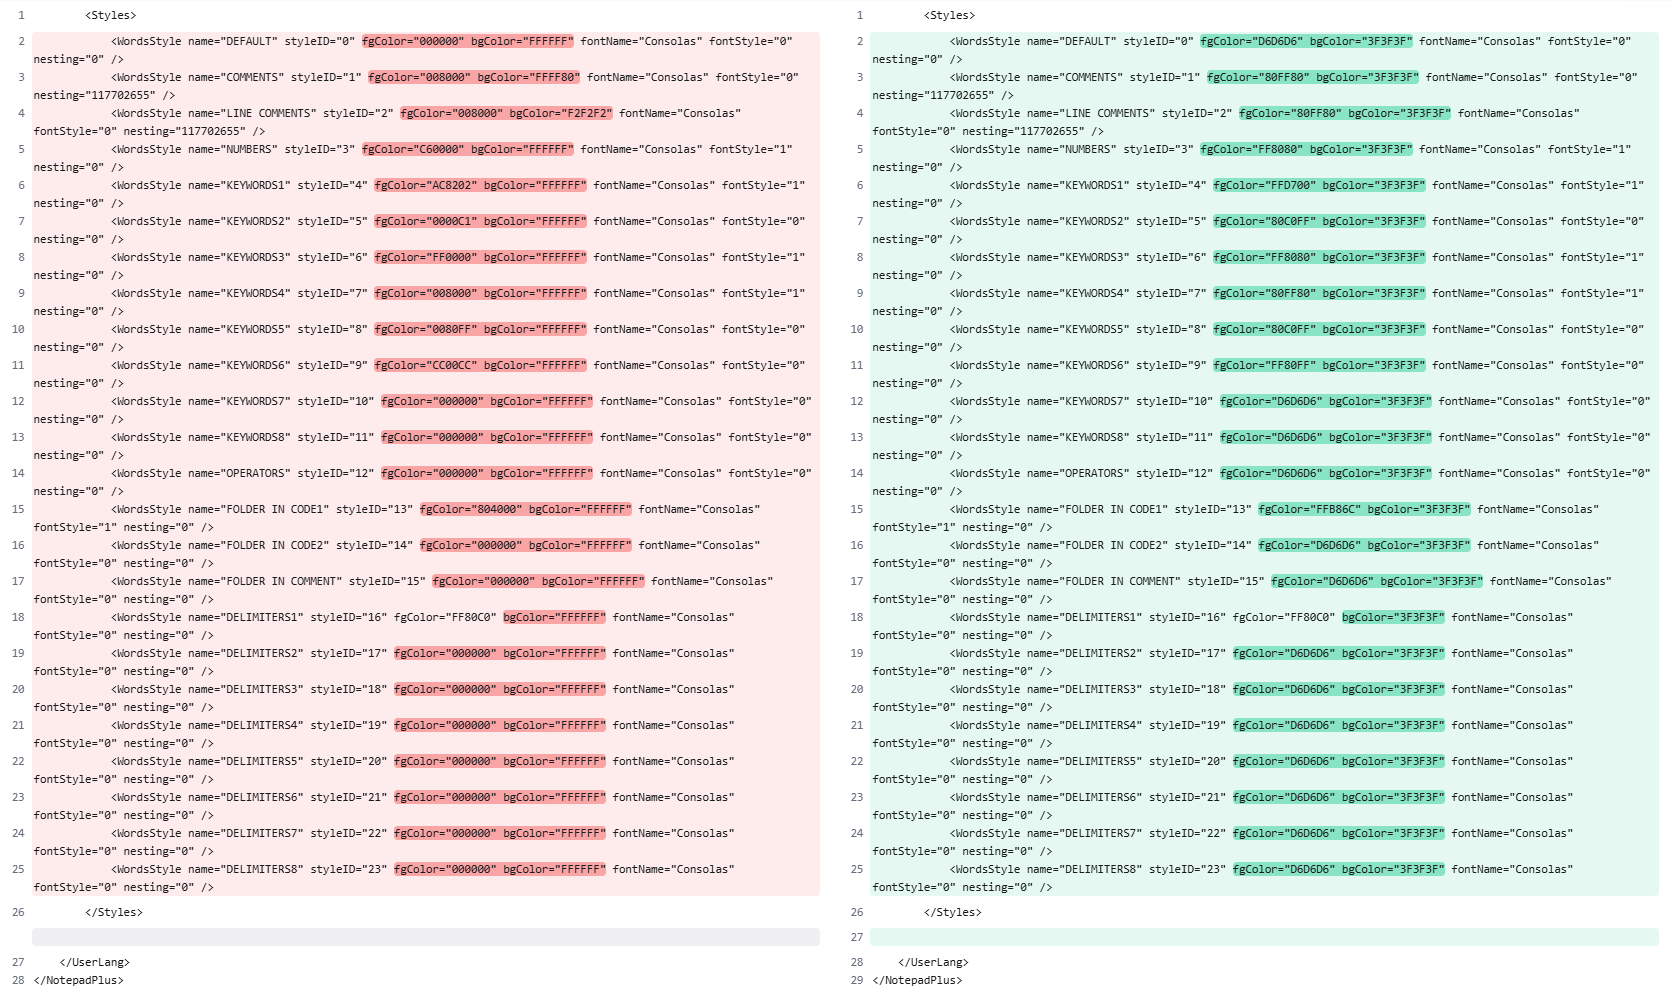 1 <Styles>
2 <WordsStyle name="DEFAULT" styleID="0" fgColor="000000" bgColor="FFFFFF" fontName="Consolas" fontStyle="0"
nesting="0" />
3 <WordsStyle name="COMMENTS" styleID="1" fgColor="008000" bgColor="FFFF80" fontName="Consolas" fontStyle="0"
nesting="117702655" />
4 <WordsStyle name="LINE COMMENTS" styleID="2" fgColor="008000" bgColor="F2F2F2" fontName="Consolas"
fontStyle="0" nesting="117702655" />
5 <WordsStyle name="NUMBERS" styleID="3" fgColor="C60000" bgColor="FFFFFF" fontName="Consolas" fontStyle="1"
nesting="0" />
6 <WordsStyle name="KEYWORDS1" styleID="4" fgColor="AC8202" bgColor="FFFFFF" fontName="Consolas" fontStyle="1"
nesting="0" />
7 <WordsStyle name="KEYWORDS2" styleID="5" fgColor="0000C1" bgColor="FFFFFF" fontName="Consolas" fontStyle="0"
nesting="0" />
8 <WordsStyle name="KEYWORDS3" styleID="6" fgColor="FF0000" bgColor="FFFFFF" fontName="Consolas" fontStyle="1"
nesting="0" />
9 <WordsStyle name="KEYWORDS4" styleID="7" fgColor="008000" bgColor="FFFFFF" fontName="Consolas" fontStyle="1"
nesting="0" />
10 <WordsStyle name="KEYWORDS5" styleID="8" fgColor="0080FF" bgColor="FFFFFF" fontName="Consolas" fontStyle="0"
nesting="0" />
11 <WordsStyle name="KEYWORDS6" styleID="9" fgColor="CC00CC" bgColor="FFFFFF" fontName="Consolas" fontStyle="0"
nesting="0" />
12 <WordsStyle name="KEYWORDS7" styleID="10" fgColor="000000" bgColor="FFFFFF" fontName="Consolas" fontStyle="0"
nesting="0" />
13 <WordsStyle name="KEYWORDS8" styleID="11" fgColor="000000" bgColor="FFFFFF" fontName="Consolas" fontStyle="0"
nesting="0" />
14 <WordsStyle name="OPERATORS" styleID="12" fgColor="000000" bgColor="FFFFFF" fontName="Consolas" fontStyle="0"
nesting="0" />
15 <WordsStyle name="FOLDER IN CODE1" styleID="13" fgColor="804000" bgColor="FFFFFF" fontName="Consolas"
fontStyle="1" nesting="0" />
16 <WordsStyle name="FOLDER IN CODE2" styleID="14" fgColor="000000" bgColor="FFFFFF" fontName="Consolas"
fontStyle="0" nesting="0" />
17 <WordsStyle name="FOLDER IN COMMENT" styleID="15" fgColor="000000" bgColor="FFFFFF" fontName="Consolas"
fontStyle="0" nesting="0" />
18 <WordsStyle name="DELIMITERS1" styleID="16" fgColor="FF80C0" bgColor="FFFFFF" fontName="Consolas"
fontStyle="0" nesting="0" />
19 <WordsStyle name="DELIMITERS2" styleID="17" fgColor="000000" bgColor="FFFFFF" fontName="Consolas"
fontStyle="0" nesting="0" />
20 <WordsStyle name="DELIMITERS3" styleID="18" fgColor="000000" bgColor="FFFFFF" fontName="Consolas"
fontStyle="0" nesting="0" />
21 <WordsStyle name="DELIMITERS4" styleID="19" fgColor="000000" bgColor="FFFFFF" fontName="Consolas"
fontStyle="0" nesting="0" />
22 <WordsStyle name="DELIMITERS5" styleID="20" fgColor="000000" bgColor="FFFFFF" fontName="Consolas"
fontStyle="0" nesting="0" />
23 <WordsStyle name="DELIMITERS6" styleID="21" fgColor="000000" bgColor="FFFFFF" fontName="Consolas"
fontStyle="0" nesting="0" />
24 <WordsStyle name="DELIMITERS7" styleID="22" fgColor="000000" bgColor="FFFFFF" fontName="Consolas"
fontStyle="0" nesting="0" />
25 <WordsStyle name="DELIMITERS8" styleID="23" fgColor="000000" bgColor="FFFFFF" fontName="Consolas"
fontStyle="0" nesting="0" />
26 </Styles>
27 </UserLang>
28 </NotepadPlus>
1 <Styles>
2 <WordsStyle name="DEFAULT" styleID="0" fgColor="D6D6D6" bgColor="3F3F3F" fontName="Consolas" fontStyle="0"
nesting="0" />
3 <WordsStyle name="COMMENTS" styleID="1" fgColor="80FF80" bgColor="3F3F3F" fontName="Consolas" fontStyle="0"
nesting="117702655" />
4 <WordsStyle name="LINE COMMENTS" styleID="2" fgColor="80FF80" bgColor="3F3F3F" fontName="Consolas"
fontStyle="0" nesting="117702655" />
5 <WordsStyle name="NUMBERS" styleID="3" fgColor="FF8080" bgColor="3F3F3F" fontName="Consolas" fontStyle="1"
nesting="0" />
6 <WordsStyle name="KEYWORDS1" styleID="4" fgColor="FFD700" bgColor="3F3F3F" fontName="Consolas" fontStyle="1"
nesting="0" />
7 <WordsStyle name="KEYWORDS2" styleID="5" fgColor="80C0FF" bgColor="3F3F3F" fontName="Consolas" fontStyle="0"
nesting="0" />
8 <WordsStyle name="KEYWORDS3" styleID="6" fgColor="FF8080" bgColor="3F3F3F" fontName="Consolas" fontStyle="1"
nesting="0" />
9 <WordsStyle name="KEYWORDS4" styleID="7" fgColor="80FF80" bgColor="3F3F3F" fontName="Consolas" fontStyle="1"
nesting="0" />
10 <WordsStyle name="KEYWORDS5" styleID="8" fgColor="80C0FF" bgColor="3F3F3F" fontName="Consolas" fontStyle="0"
nesting="0" />
11 <WordsStyle name="KEYWORDS6" styleID="9" fgColor="FF80FF" bgColor="3F3F3F" fontName="Consolas" fontStyle="0"
nesting="0" />
12 <WordsStyle name="KEYWORDS7" styleID="10" fgColor="D6D6D6" bgColor="3F3F3F" fontName="Consolas" fontStyle="0"
nesting="0" />
13 <WordsStyle name="KEYWORDS8" styleID="11" fgColor="D6D6D6" bgColor="3F3F3F" fontName="Consolas" fontStyle="0"
nesting="0" />
14 <WordsStyle name="OPERATORS" styleID="12" fgColor="D6D6D6" bgColor="3F3F3F" fontName="Consolas" fontStyle="0"
nesting="0" />
15 <WordsStyle name="FOLDER IN CODE1" styleID="13" fgColor="FFB86C" bgColor="3F3F3F" fontName="Consolas"
fontStyle="1" nesting="0" />
16 <WordsStyle name="FOLDER IN CODE2" styleID="14" fgColor="D6D6D6" bgColor="3F3F3F" fontName="Consolas"
fontStyle="0" nesting="0" />
17 <WordsStyle name="FOLDER IN COMMENT" styleID="15" fgColor="D6D6D6" bgColor="3F3F3F" fontName="Consolas"
fontStyle="0" nesting="0" />
18 <WordsStyle name="DELIMITERS1" styleID="16" fgColor="FF80C0" bgColor="3F3F3F" fontName="Consolas"
fontStyle="0" nesting="0" />
19 <WordsStyle name="DELIMITERS2" styleID="17" fgColor="D6D6D6" bgColor="3F3F3F" fontName="Consolas"
fontStyle="0" nesting="0" />
20 <WordsStyle name="DELIMITERS3" styleID="18" fgColor="D6D6D6" bgColor="3F3F3F" fontName="Consolas"
fontStyle="0" nesting="0" />
21 <WordsStyle name="DELIMITERS4" styleID="19" fgColor="D6D6D6" bgColor="3F3F3F" fontName="Consolas"
fontStyle="0" nesting="0" />
22 <WordsStyle name="DELIMITERS5" styleID="20" fgColor="D6D6D6" bgColor="3F3F3F" fontName="Consolas"
fontStyle="0" nesting="0" />
23 <WordsStyle name="DELIMITERS6" styleID="21" fgColor="D6D6D6" bgColor="3F3F3F" fontName="Consolas"
fontStyle="0" nesting="0" />
24 <WordsStyle name="DELIMITERS7" styleID="22" fgColor="D6D6D6" bgColor="3F3F3F" fontName="Consolas"
fontStyle="0" nesting="0" />
25 <WordsStyle name="DELIMITERS8" styleID="23" fgColor="D6D6D6" bgColor="3F3F3F" fontName="Consolas"
fontStyle="0" nesting="0" />
26 </Styles>
27
28 </UserLang>
29 </NotepadPlus>